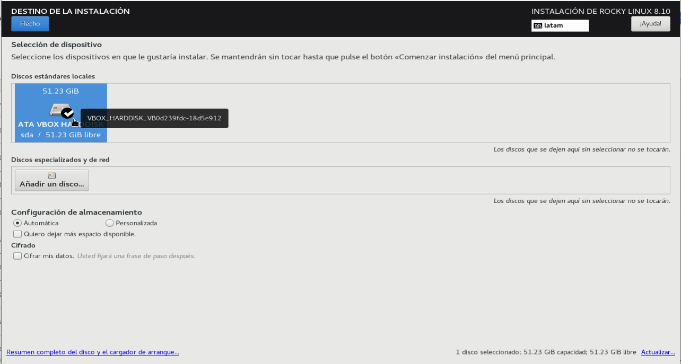 DESTINO DE LA INSTALACIÓN
INSTALACIÓN DE ROCKY LINUX 8.10
Hecho
latam
¡Ayuda!
Selección de dispositivo
Seleccione los dispositivos en que le gustaría instalar. Se mantendrán sin tocar hasta que pulse el botón «Comenzar instalación» del menú principal.
Discos estándares locales
51.23 GiB
ATA VBOX HARDDISK
VBOX_HARDDISK_VB0d239fdc-18d5e912
sda / 51.23 GiB libre
Los discos que se dejen aquí sin seleccionar no se tocarán.
Discos especializados y de red
Añadir un disco...
Los discos que se dejen aquí sin seleccionar no se tocarán.
Configuración de almacenamiento
Automática
Personalizada
Quiero dejar más espacio disponible.
Cifrado
Cifrar mis datos. Usted fijará una frase de paso después.
Resumen completo del disco y el cargador de arranque...
1 disco seleccionado; 51.23 GiB capacidad; 51.23 GiB libre Actualizar...